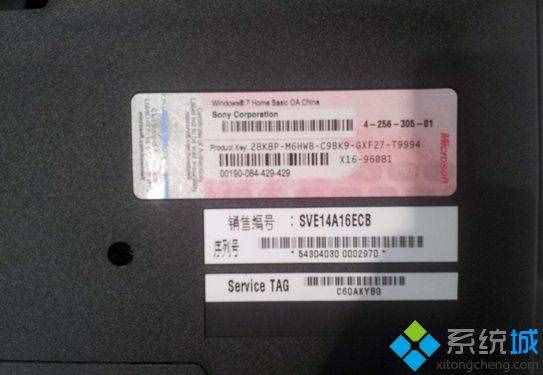 Windows® 7 Home Basic OA China
Sony Corporation
4-256-305-01
Product Key: 2BKBP-M6HWB-C9BK9-GXF27-T9994
X16-96081
00190-084-429-429
Microsoft
销售编号 : SVE14A16ECB
序列号
* 54304030 0002970 *
Service TAG
C60AKYB9
系统城
xitongcheng.com